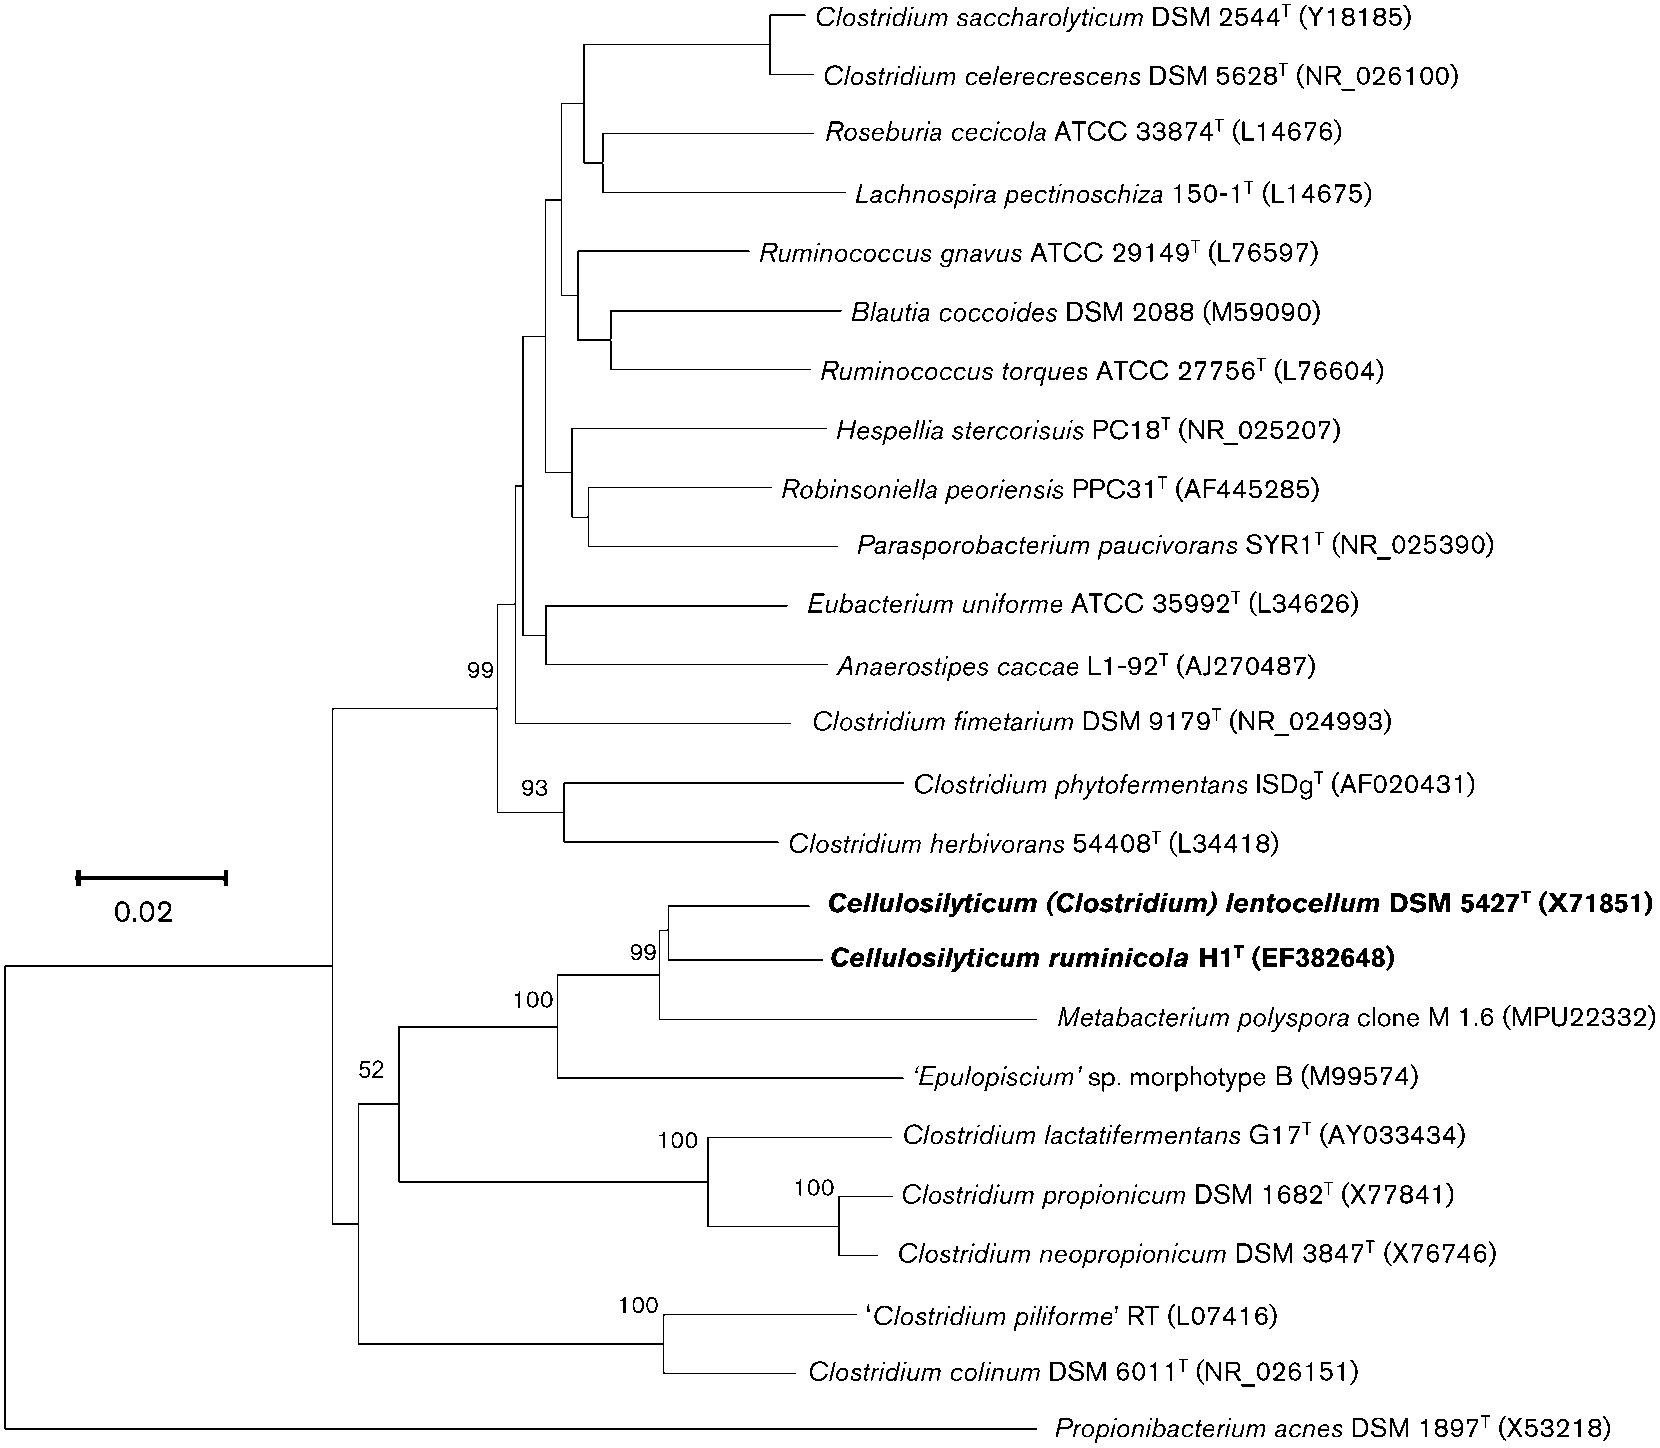 Clostridium saccharolyticum DSM 2544ᵀ (Y18185)
Clostridium celerecrescens DSM 5628ᵀ (NR_026100)
Roseburia cecicola ATCC 33874ᵀ (L14676)
Lachnospira pectinoschiza 150-1ᵀ (L14675)
Ruminococcus gnavus ATCC 29149ᵀ (L76597)
Blautia coccoides DSM 2088 (M59090)
Ruminococcus torques ATCC 27756ᵀ (L76604)
Hespellia stercorisuis PC18ᵀ (NR_025207)
Robinsoniella peoriensis PPC31ᵀ (AF445285)
Parasporobacterium paucivorans SYR1ᵀ (NR_025390)
Eubacterium uniforme ATCC 35992ᵀ (L34626)
Anaerostipes caccae L1-92ᵀ (AJ270487)
99
Clostridium fimetarium DSM 9179ᵀ (NR_024993)
Clostridium phytofermentans ISDgᵀ (AF020431)
93
Clostridium herbivorans 54408ᵀ (L34418)
0.02
Cellulosilyticum (Clostridium) lentocellum DSM 5427ᵀ (X71851)
99
Cellulosilyticum ruminicola H1ᵀ (EF382648)
100
Metabacterium polyspora clone M 1.6 (MPU22332)
52
‘Epulopiscium’ sp. morphotype B (M99574)
100
Clostridium lactatifermentans G17ᵀ (AY033434)
100
Clostridium propionicum DSM 1682ᵀ (X77841)
Clostridium neopropionicum DSM 3847ᵀ (X76746)
100
‘Clostridium piliforme’ RT (L07416)
Clostridium colinum DSM 6011ᵀ (NR_026151)
Propionibacterium acnes DSM 1897ᵀ (X53218)